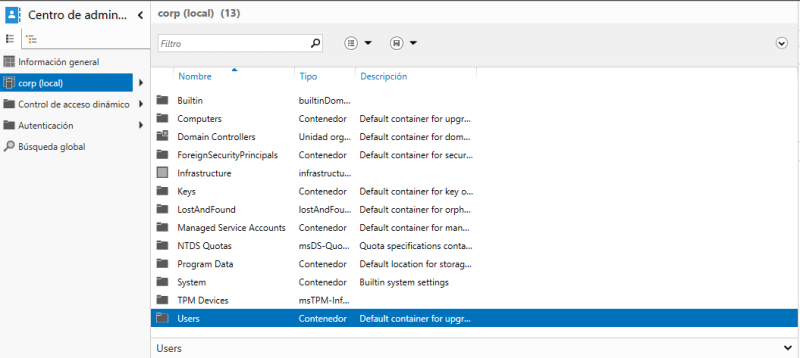 Centro de admin...
corp (local) (13)
Filtro
Información general
corp (local)
Control de acceso dinámico
Autenticación
Búsqueda global
Nombre Tipo Descripción
Builtin builtinDom...
Computers Contenedor Default container for upgr...
Domain Controllers Unidad org... Default container for dom...
ForeignSecurityPrincipals Contenedor Default container for secur...
Infrastructure infrastructu...
Keys Contenedor Default container for key o...
LostAndFound lostAndFou... Default container for orph...
Managed Service Accounts Contenedor Default container for man...
NTDS Quotas msDS-Quo... Quota specifications conta...
Program Data Contenedor Default location for storag...
System Contenedor Builtin system settings
TPM Devices msTPM-Inf...
Users Contenedor Default container for upgr...
Users